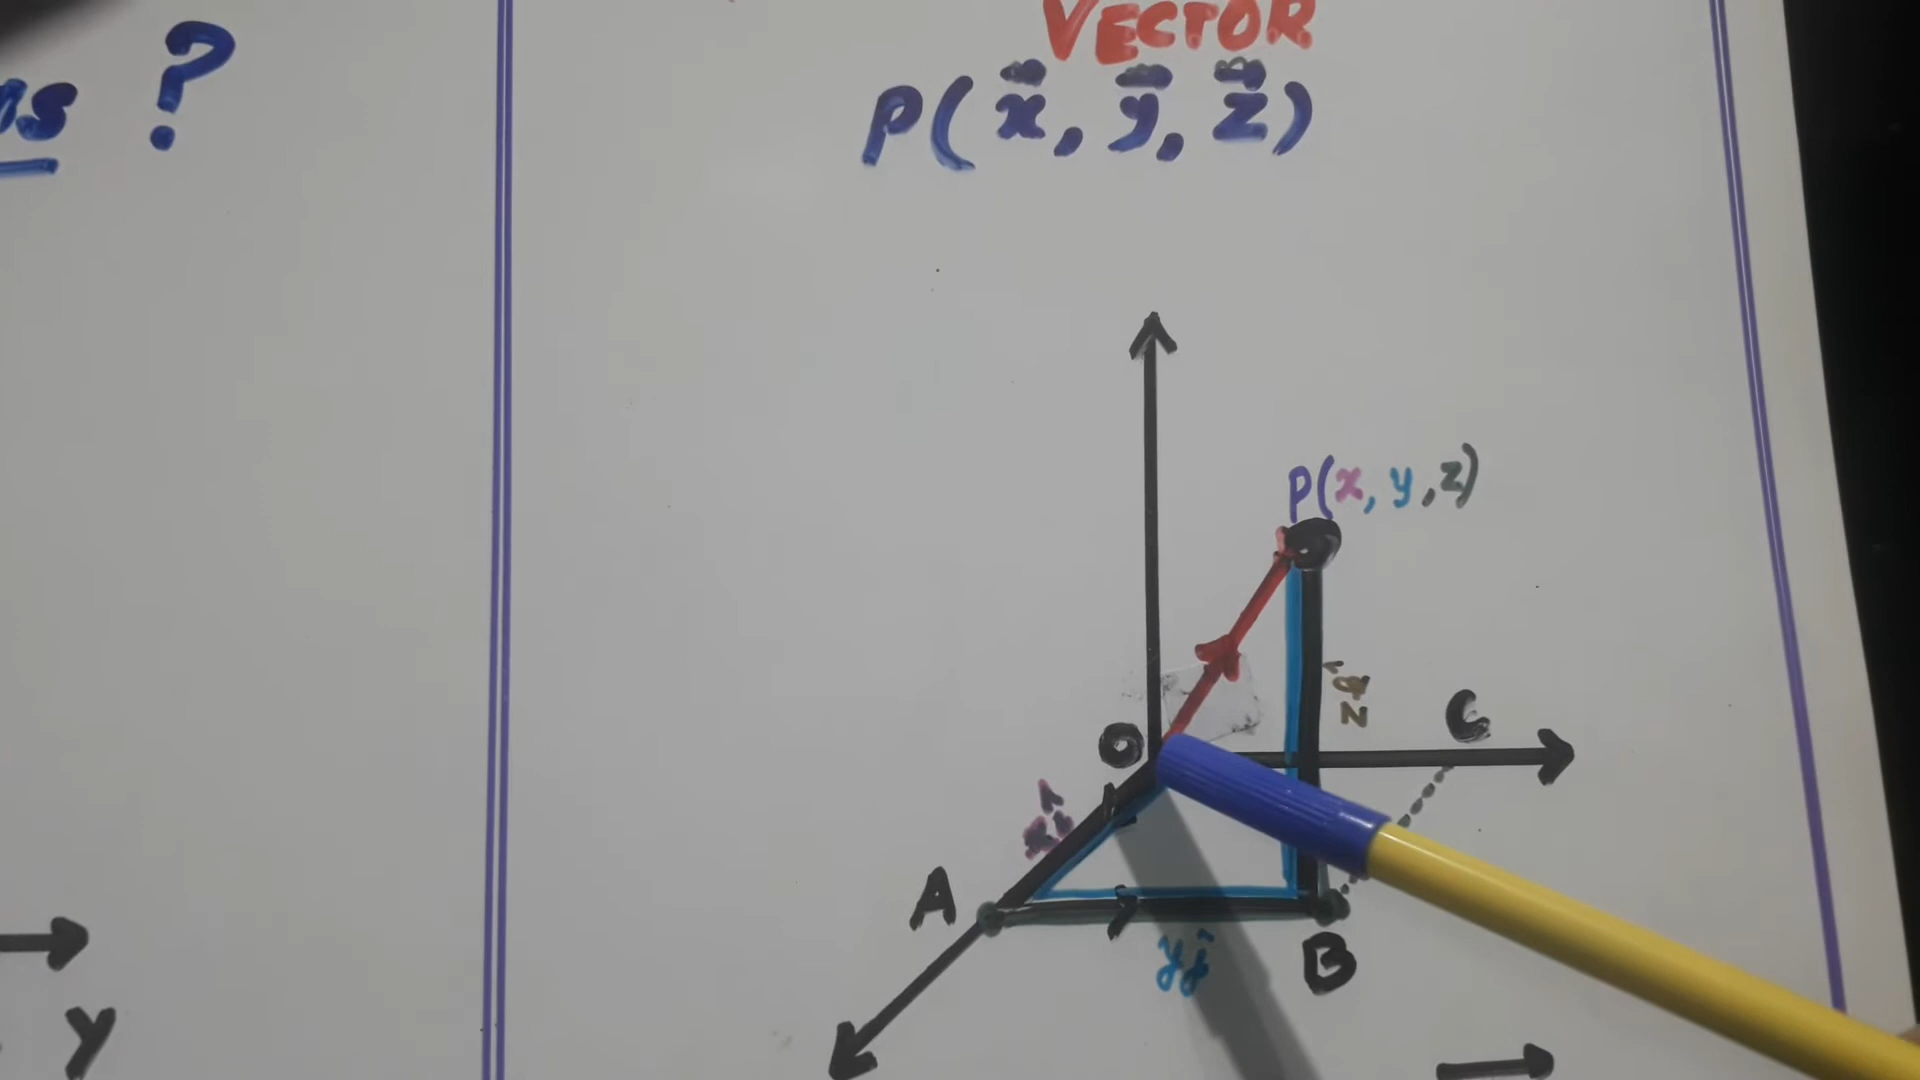 ?
VECTOR
P(x⃗, y⃗, z⃗)
P(x, y, z)
C
O
A
yĵ
B
y